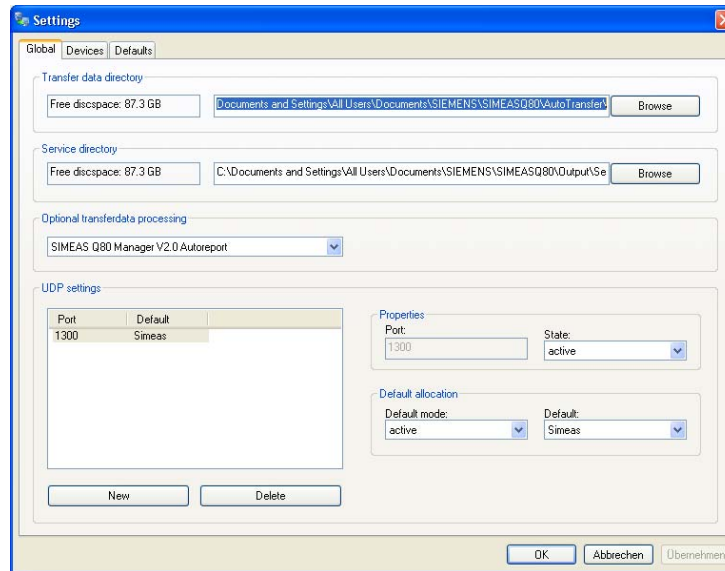 Settings
Global Devices Defaults
Transfer data directory
Free discspace: 87.3 GB Documents and Settings\All Users\Documents\SIEMENS\SIMEASQ80\AutoTransfer\ Browse
Service directory
Free discspace: 87.3 GB C:\Documents and Settings\All Users\Documents\SIEMENS\SIMEASQ80\Output\Se Browse
Optional transferdata processing
SIMEAS Q80 Manager V2.0 Autoreport
UDP settings
Port Default
1300 Simeas
New Delete
Properties
Port: State:
1300 active
Default allocation
Default mode: Default:
active Simeas
OK Abbrechen Übernehmen